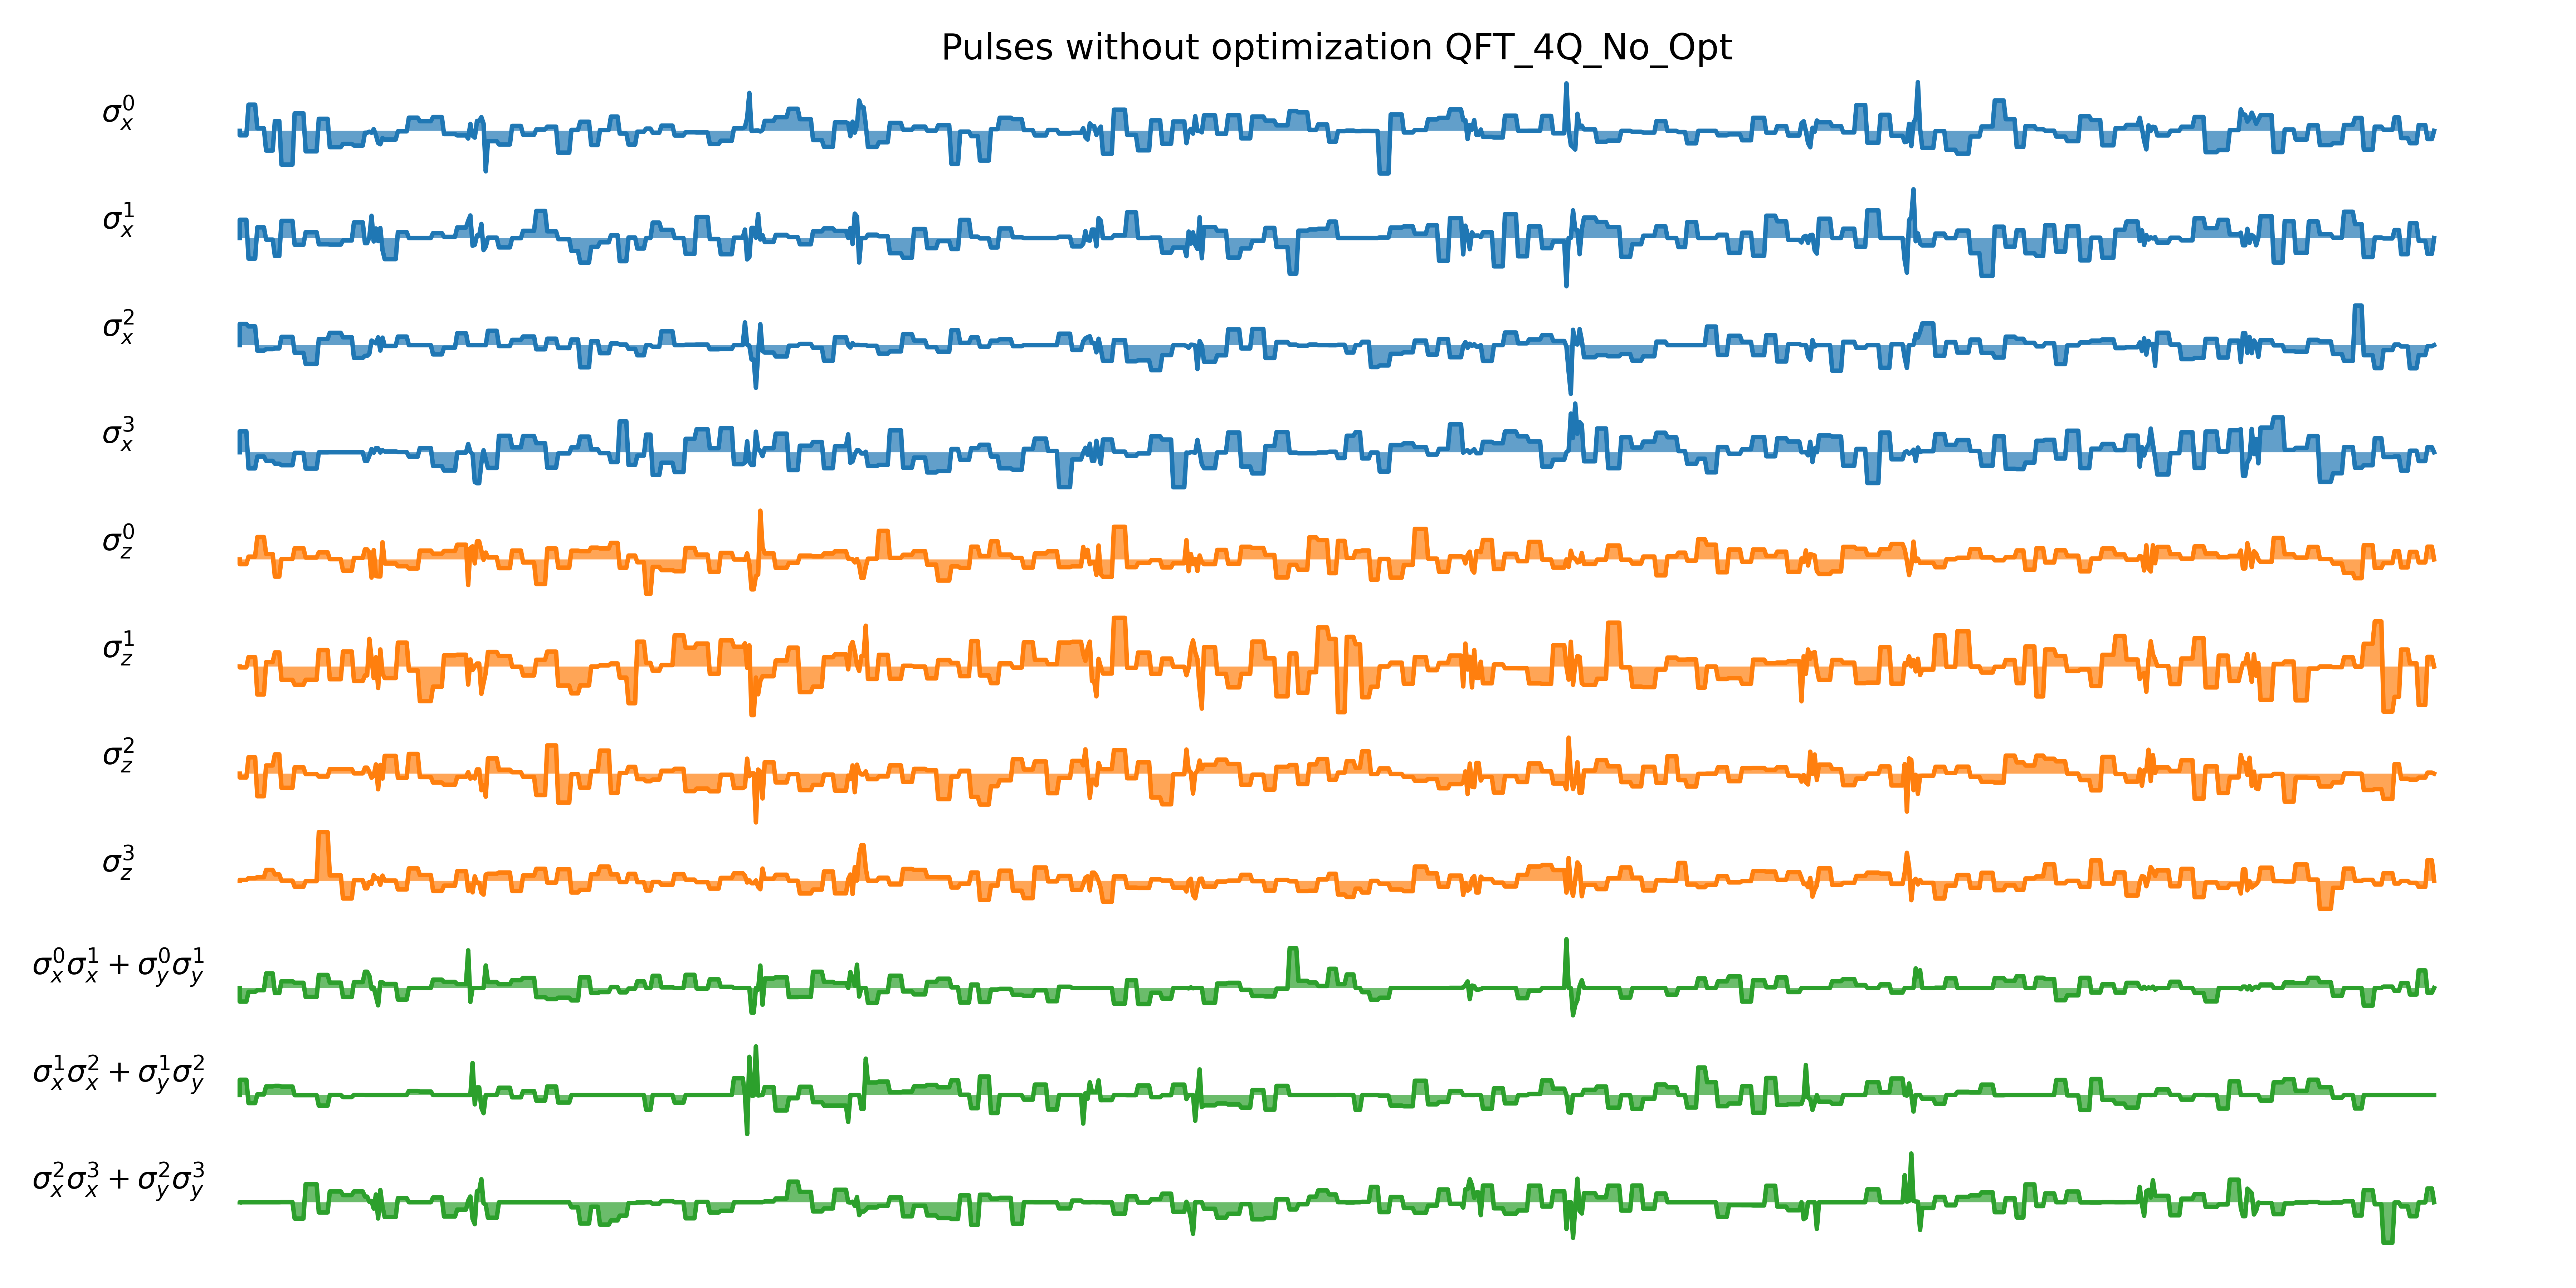 Pulses without optimization QFT_4Q_No_Opt
σ_x^0
σ_x^1
σ_x^2
σ_x^3
σ_z^0
σ_z^1
σ_z^2
σ_z^3
σ_x^0σ_x^1 + σ_y^0σ_y^1
σ_x^1σ_x^2 + σ_y^1σ_y^2
σ_x^2σ_x^3 + σ_y^2σ_y^3